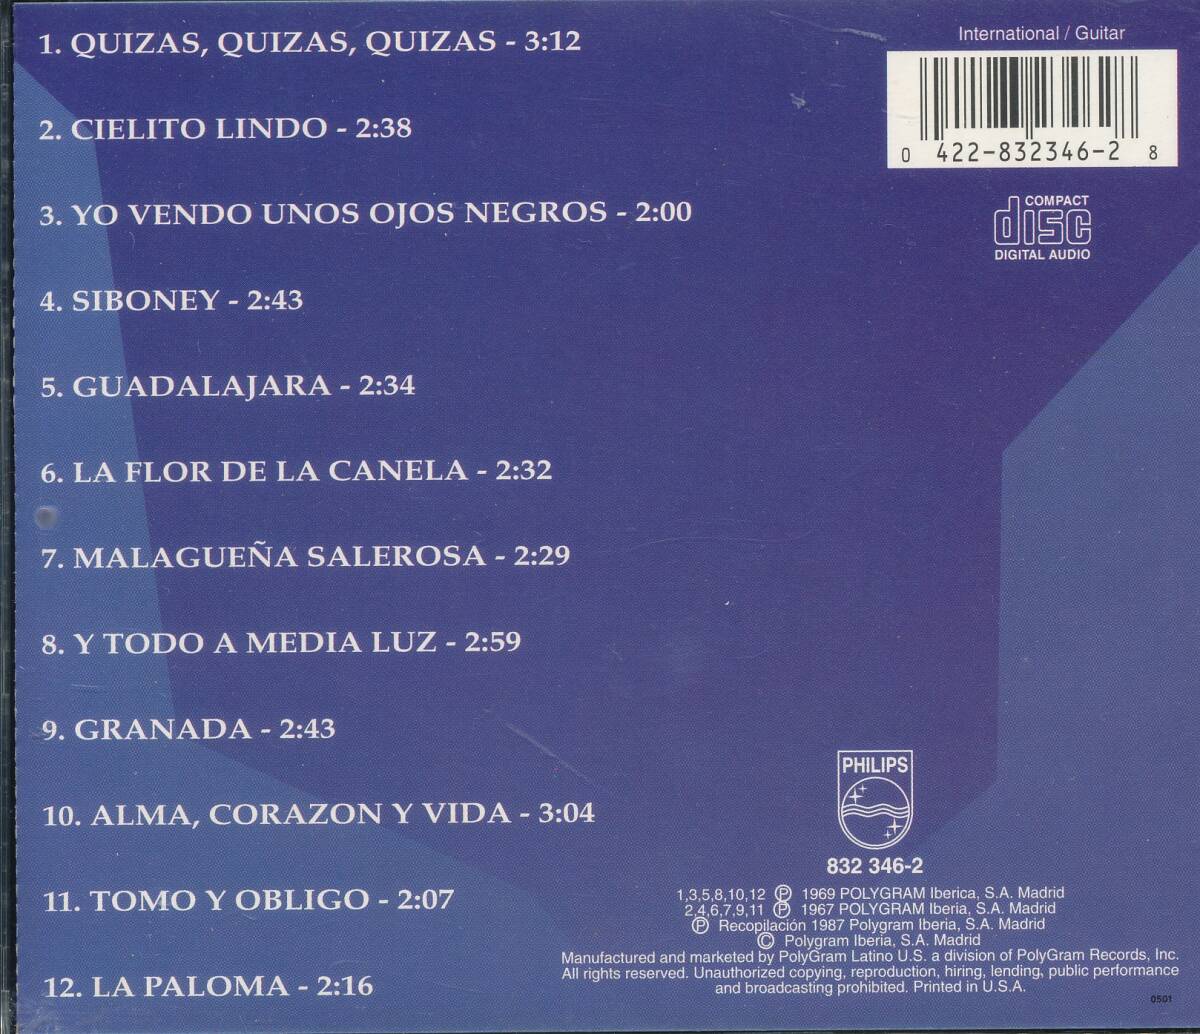 1. QUIZAS, QUIZAS, QUIZAS - 3:12
2. CIELITO LINDO - 2:38
3. YO VENDO UNOS OJOS NEGROS - 2:00
4. SIBONEY - 2:43
5. GUADALAJARA - 2:34
6. LA FLOR DE LA CANELA - 2:32
7. MALAGUEÑA SALEROSA - 2:29
8. Y TODO A MEDIA LUZ - 2:59
9. GRANADA - 2:43
10. ALMA, CORAZON Y VIDA - 3:04
11. TOMO Y OBLIGO - 2:07
12. LA PALOMA - 2:16
International / Guitar
0 422-832346-2 8
COMPACT
disc
DIGITAL AUDIO
PHILIPS
832 346-2
1,3,5,8,10,12 ℗ 1969 POLYGRAM Iberica, S.A. Madrid
2,4,6,7,9,11 ℗ 1967 POLYGRAM Iberia, S.A. Madrid
℗ Recopilación 1987 Polygram Iberia, S.A. Madrid
© Polygram Iberia, S.A. Madrid
Manufactured and marketed by PolyGram Latino U.S. a division of PolyGram Records, Inc.
All rights reserved. Unauthorized copying, reproduction, hiring, lending, public performance
and broadcasting prohibited. Printed in U.S.A.
0501